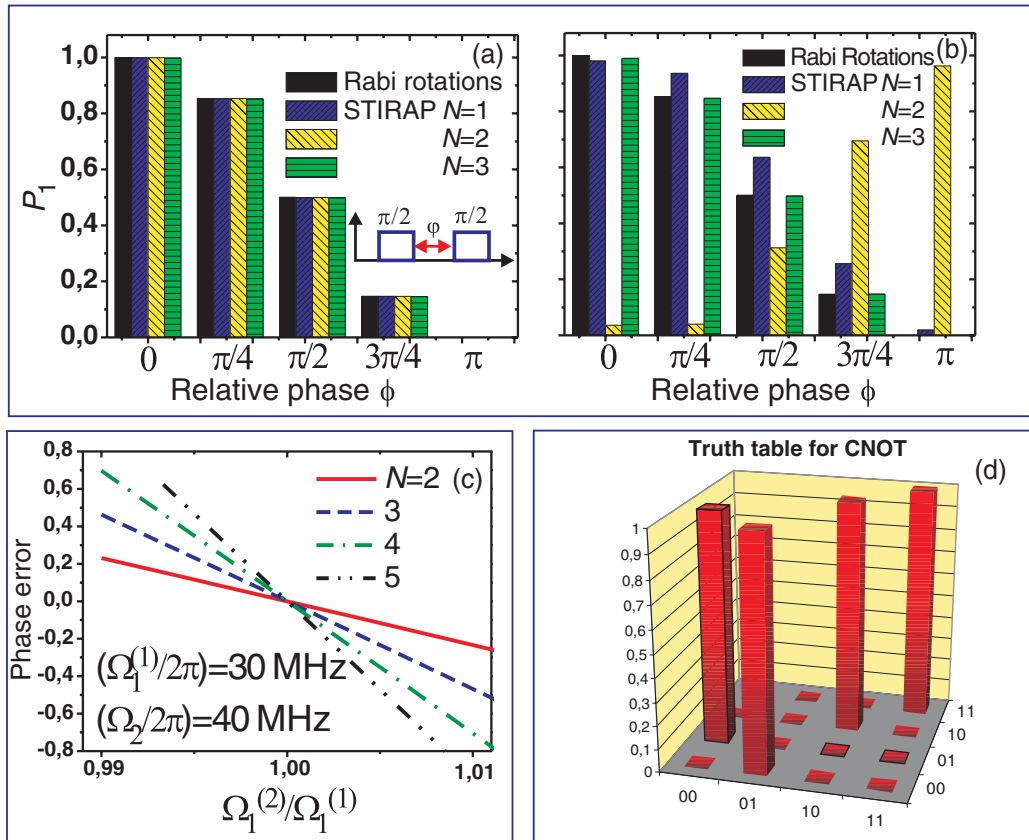 (a)
Rabi rotations
STIRAP N=1
N=2
N=3
π/2 φ π/2
P₁
1,0
0,8
0,6
0,4
0,2
0,0
0 π/4 π/2 3π/4 π
Relative phase ϕ
(b)
Rabi rotations
STIRAP N=1
N=2
N=3
0 π/4 π/2 3π/4 π
Relative phase ϕ
(c)
N=2
3
4
5
Phase error
0,8
0,6
0,4
0,2
0,0
-0,2
-0,4
-0,6
-0,8
(Ω₁⁽¹⁾/2π)=30 MHz
(Ω₂/2π)=40 MHz
0,99 1,00 1,01
Ω₁⁽²⁾/Ω₁⁽¹⁾
Truth table for CNOT
(d)
1
0,9
0,8
0,7
0,6
0,5
0,4
0,3
0,2
0,1
0
00 01 10 11
11
10
01
00